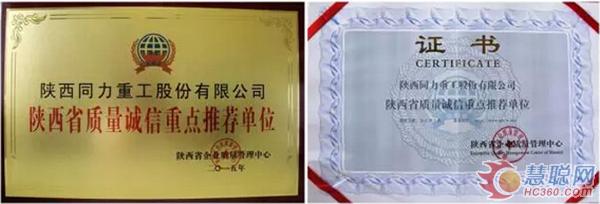 陕西同力重工股份有限公司
陕西省质量诚信重点推荐单位
陕西省企业质量管理中心
二〇一五年
证书
CERTIFICATE
陕西同力重工股份有限公司
陕西省质量诚信重点推荐单位
陕西省企业质量管理中心
慧聪网
HC360.com